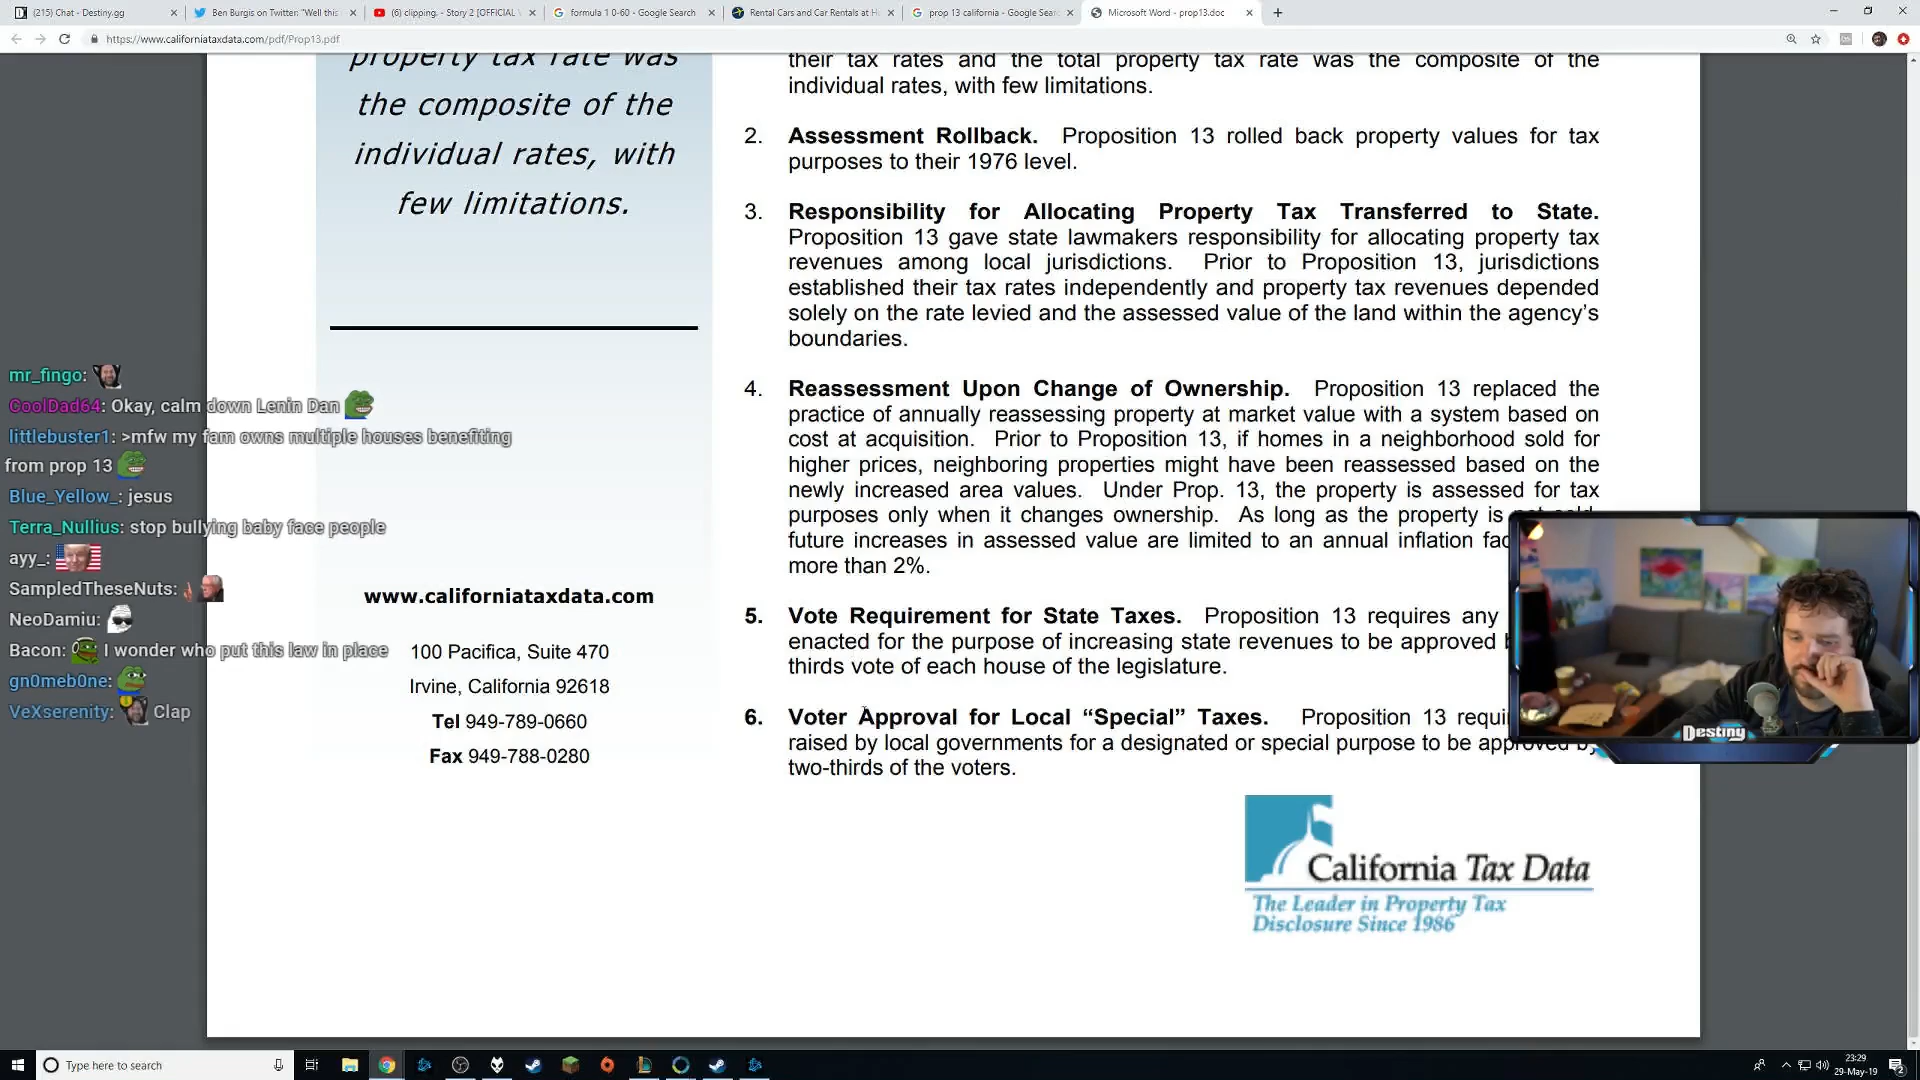 (215) Chat - Destiny.gg
Ben Burgis on Twitter: "Well this
(6) clipping. - Story 2 [OFFICIAL
formula 1 0-60 - Google Search
Rental Cars and Car Rentals at H
prop 13 california - Google Sear
Microsoft Word - prop13.doc
https://www.californiataxdata.com/pdf/Prop13.pdf
property tax rate was
the composite of the
individual rates, with
few limitations.
www.californiataxdata.com
100 Pacifica, Suite 470
Irvine, California 92618
Tel 949-789-0660
Fax 949-788-0280
their tax rates and the total property tax rate was the composite of the
individual rates, with few limitations.
2. Assessment Rollback. Proposition 13 rolled back property values for tax
purposes to their 1976 level.
3. Responsibility for Allocating Property Tax Transferred to State.
Proposition 13 gave state lawmakers responsibility for allocating property tax
revenues among local jurisdictions. Prior to Proposition 13, jurisdictions
established their tax rates independently and property tax revenues depended
solely on the rate levied and the assessed value of the land within the agency's
boundaries.
4. Reassessment Upon Change of Ownership. Proposition 13 replaced the
practice of annually reassessing property at market value with a system based on
cost at acquisition. Prior to Proposition 13, if homes in a neighborhood sold for
higher prices, neighboring properties might have been reassessed based on the
newly increased area values. Under Prop. 13, the property is assessed for tax
purposes only when it changes ownership. As long as the property is
future increases in assessed value are limited to an annual inflation
more than 2%.
5. Vote Requirement for State Taxes. Proposition 13 requires any
enacted for the purpose of increasing state revenues to be approved
thirds vote of each house of the legislature.
6. Voter Approval for Local “Special” Taxes. Proposition 13
raised by local governments for a designated or special purpose to be approved by
two-thirds of the voters.
California Tax Data
The Leader in Property Tax
Disclosure Since 1986
mr_fingo:
CoolDad64: Okay, calm down Lenin Dan
littlebuster1: >mfw my fam owns multiple houses benefiting
from prop 13
Blue_Yellow_: jesus
Terra_Nullius: stop bullying baby face people
ayy_:
SampledTheseNuts:
NeoDamiu:
Bacon: I wonder who put this law in place
gn0meb0ne:
VeXserenity: Clap
Destiny
Type here to search
23:29
29-May-19
2